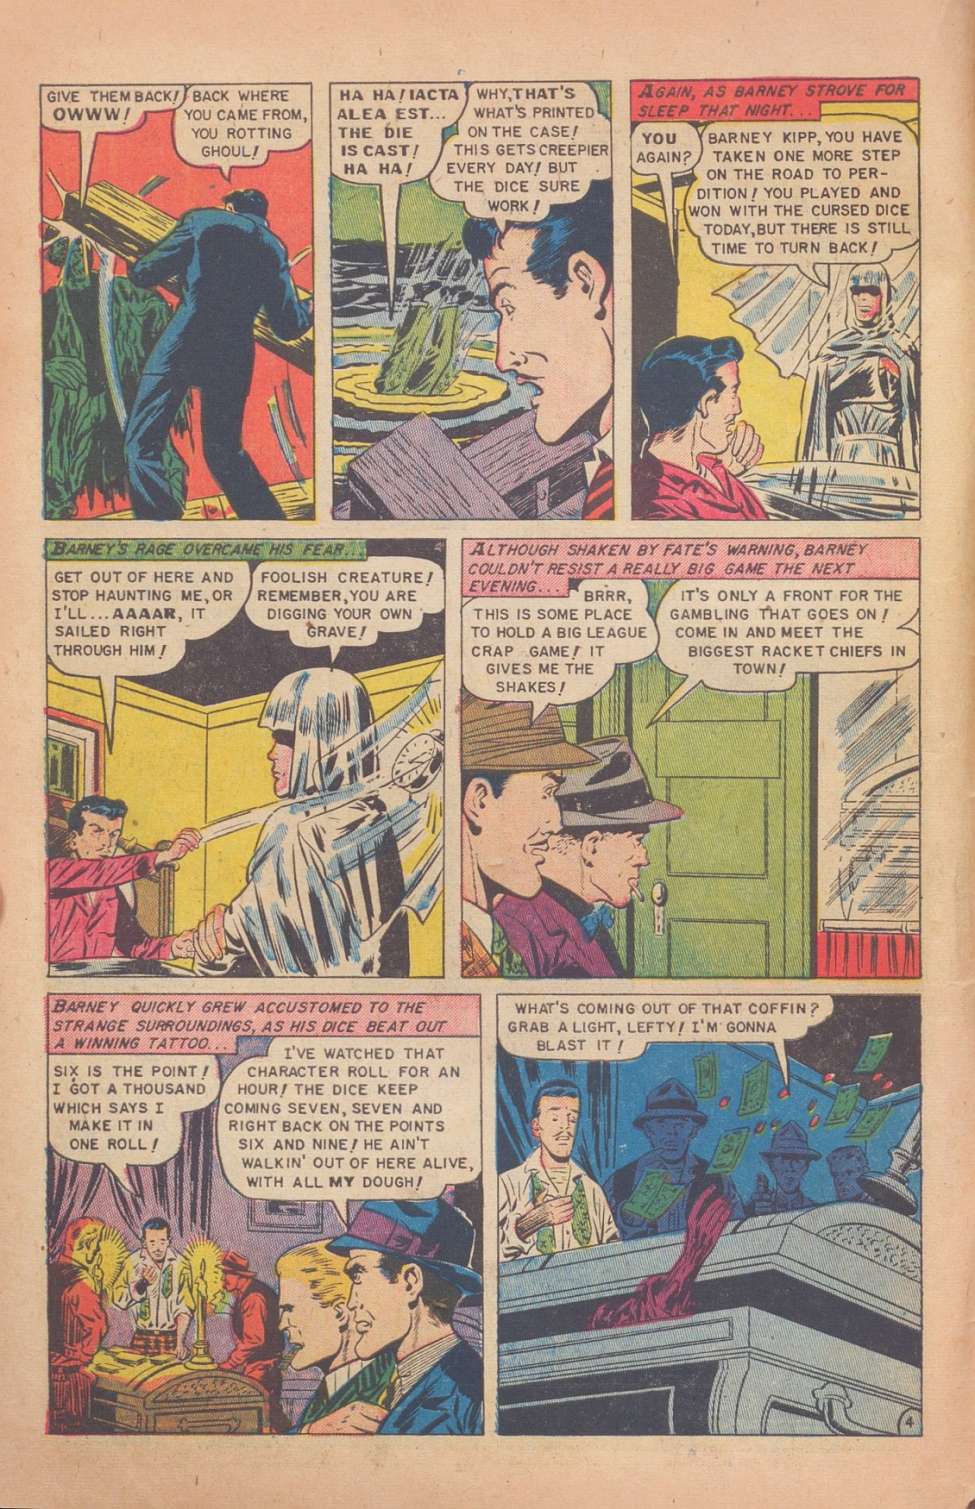 GIVE THEM BACK!
OWWW!
BACK WHERE
YOU CAME FROM,
YOU ROTTING
GHOUL!
HA HA! IACTA
ALEA EST...
THE DIE
IS CAST!
HA HA!
WHY, THAT'S
WHAT'S PRINTED
ON THE CASE!
THIS GETS CREEPIER
EVERY DAY! BUT
THE DICE SURE
WORK!
AGAIN, AS BARNEY STROVE FOR
SLEEP THAT NIGHT...
YOU
AGAIN?
BARNEY KIPP, YOU HAVE
TAKEN ONE MORE STEP
ON THE ROAD TO PER-
DITION! YOU PLAYED AND
WON WITH THE CURSED DICE
TODAY, BUT THERE IS STILL
TIME TO TURN BACK!
BARNEY'S RAGE OVERCAME HIS FEAR...
GET OUT OF HERE AND
STOP HAUNTING ME, OR
I'LL... AAAAR, IT
SAILED RIGHT
THROUGH HIM!
FOOLISH CREATURE!
REMEMBER, YOU ARE
DIGGING YOUR OWN
GRAVE!
ALTHOUGH SHAKEN BY FATE'S WARNING, BARNEY
COULDN'T RESIST A REALLY BIG GAME THE NEXT
EVENING...
BRRR,
THIS IS SOME PLACE
TO HOLD A BIG LEAGUE
CRAP GAME! IT
GIVES ME THE
SHAKES!
IT'S ONLY A FRONT FOR THE
GAMBLING THAT GOES ON!
COME IN AND MEET THE
BIGGEST RACKET CHIEFS IN
TOWN!
BARNEY QUICKLY GREW ACCUSTOMED TO THE
STRANGE SURROUNDINGS, AS HIS DICE BEAT OUT
A WINNING TATTOO...
SIX IS THE POINT!
I GOT A THOUSAND
WHICH SAYS I
MAKE IT IN
ONE ROLL!
I'VE WATCHED THAT
CHARACTER ROLL FOR AN
HOUR! THE DICE KEEP
COMING SEVEN, SEVEN AND
RIGHT BACK ON THE POINTS
SIX AND NINE! HE AIN'T
WALKIN' OUT OF HERE ALIVE,
WITH ALL MY DOUGH!
WHAT'S COMING OUT OF THAT COFFIN?
GRAB A LIGHT, LEFTY! I'M GONNA
BLAST IT!
4